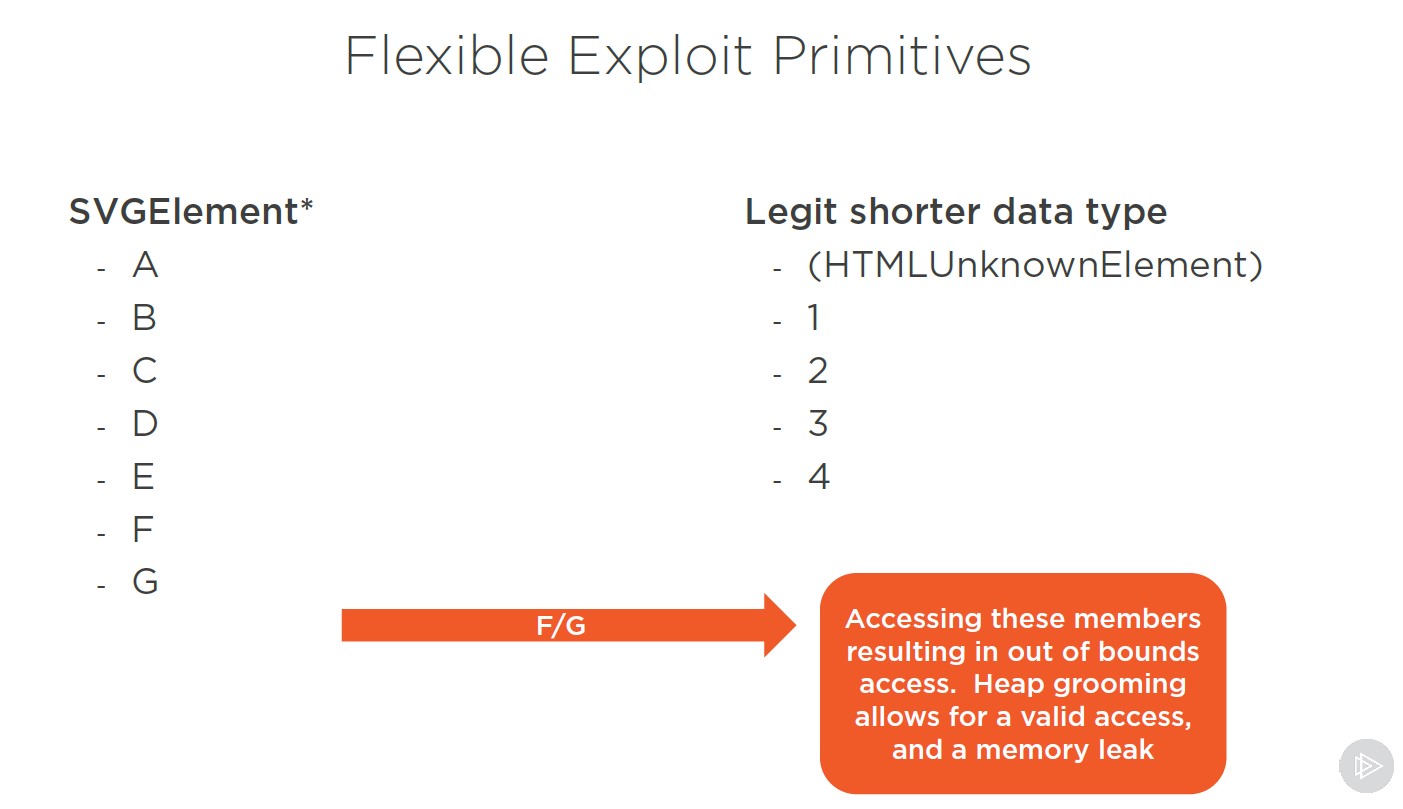 Flexible Exploit Primitives
SVGElement*
- A
- B
- C
- D
- E
- F
- G
Legit shorter data type
- (HTMLUnknownElement)
- 1
- 2
- 3
- 4
F/G
Accessing these members
resulting in out of bounds
access.  Heap grooming
allows for a valid access,
and a memory leak